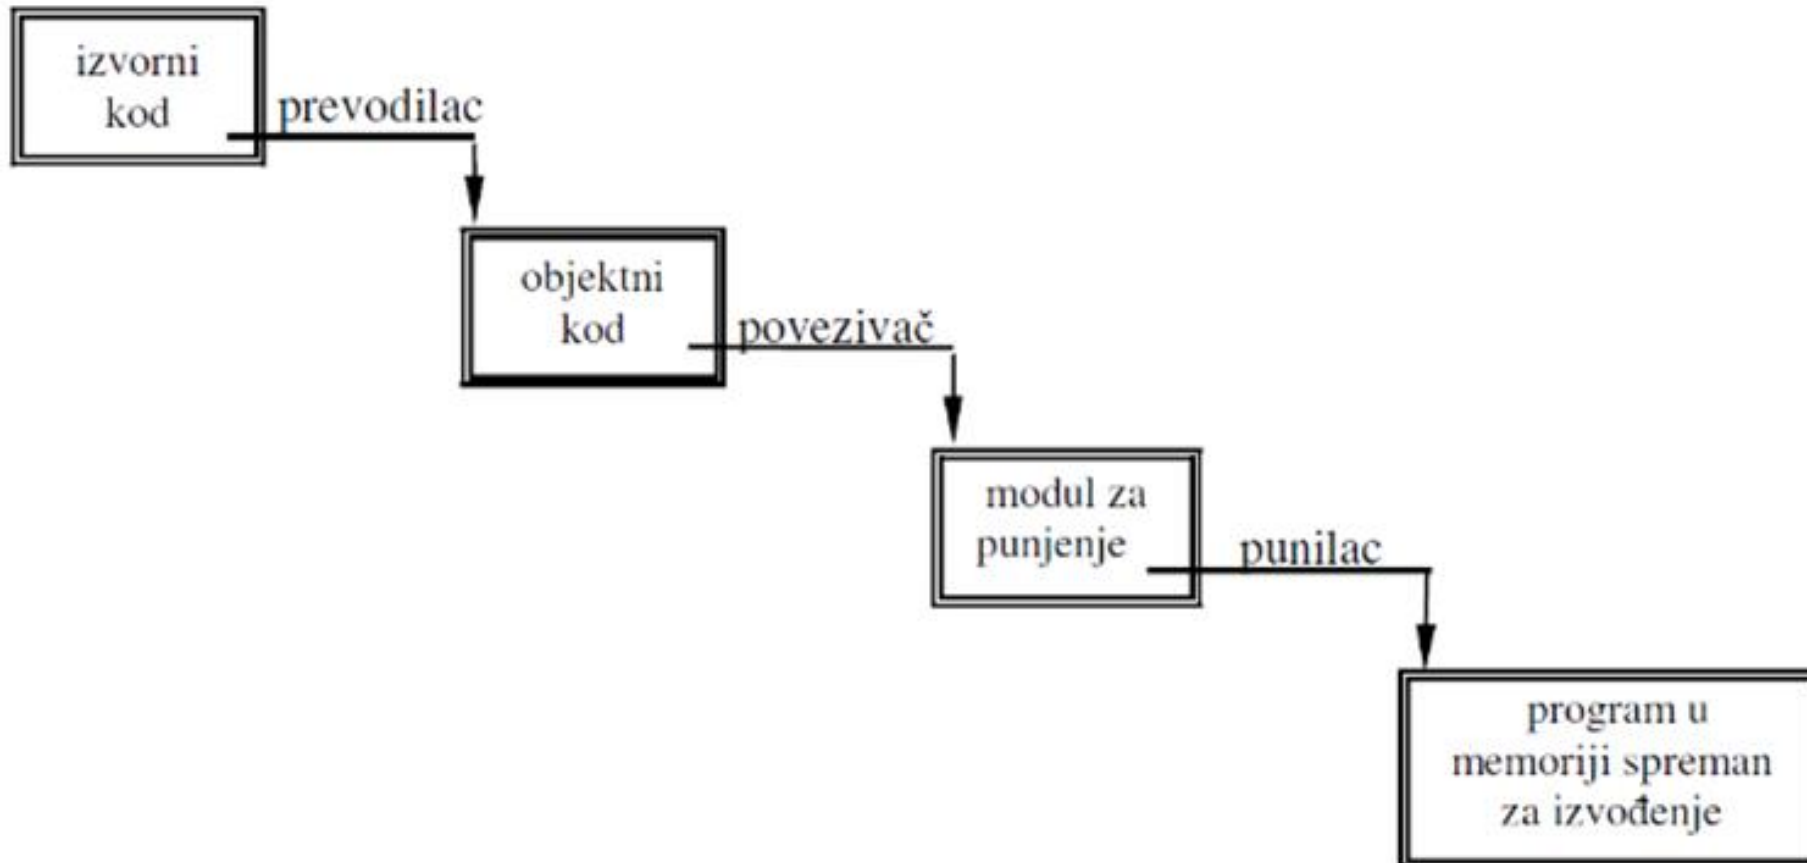 izvorni
kod
prevodilac
objektni
kod
povezivač
modul za
punjenje
punilac
program u
memoriji spreman
za izvođenje